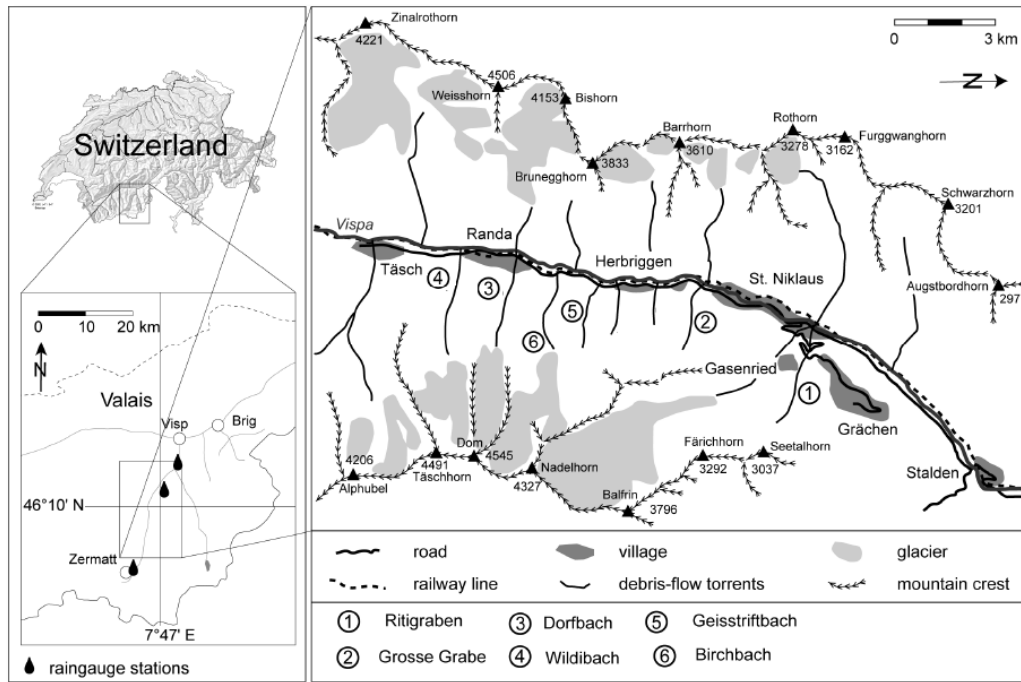 Switzerland
0 10 20 km
N
Valais
Visp
Brig
46°10' N
Zermatt
7°47' E
raingauge stations
Zinalrothorn
4221
0 3 km
N
4506
Weisshorn
4153
Bishorn
Barrhorn
3610
Rothorn
3278
3162
Furggwanghorn
3833
Brunegghorn
Schwarzhorn
3201
Vispa
Randa
Täsch
Herbriggen
St. Niklaus
Augstbordhorn
297
4
3
5
6
2
Gasenried
1
Grächen
Färichhorn
3292
Seetalhorn
3037
Stalden
4206
Alphubel
4491
Täschhorn
Dom
4545
Nadelhorn
4327
Balfrin
3796
road
village
glacier
railway line
debris-flow torrents
mountain crest
1 Ritigraben
3 Dorfbach
5 Geisstriftbach
2 Grosse Grabe
4 Wildibach
6 Birchbach